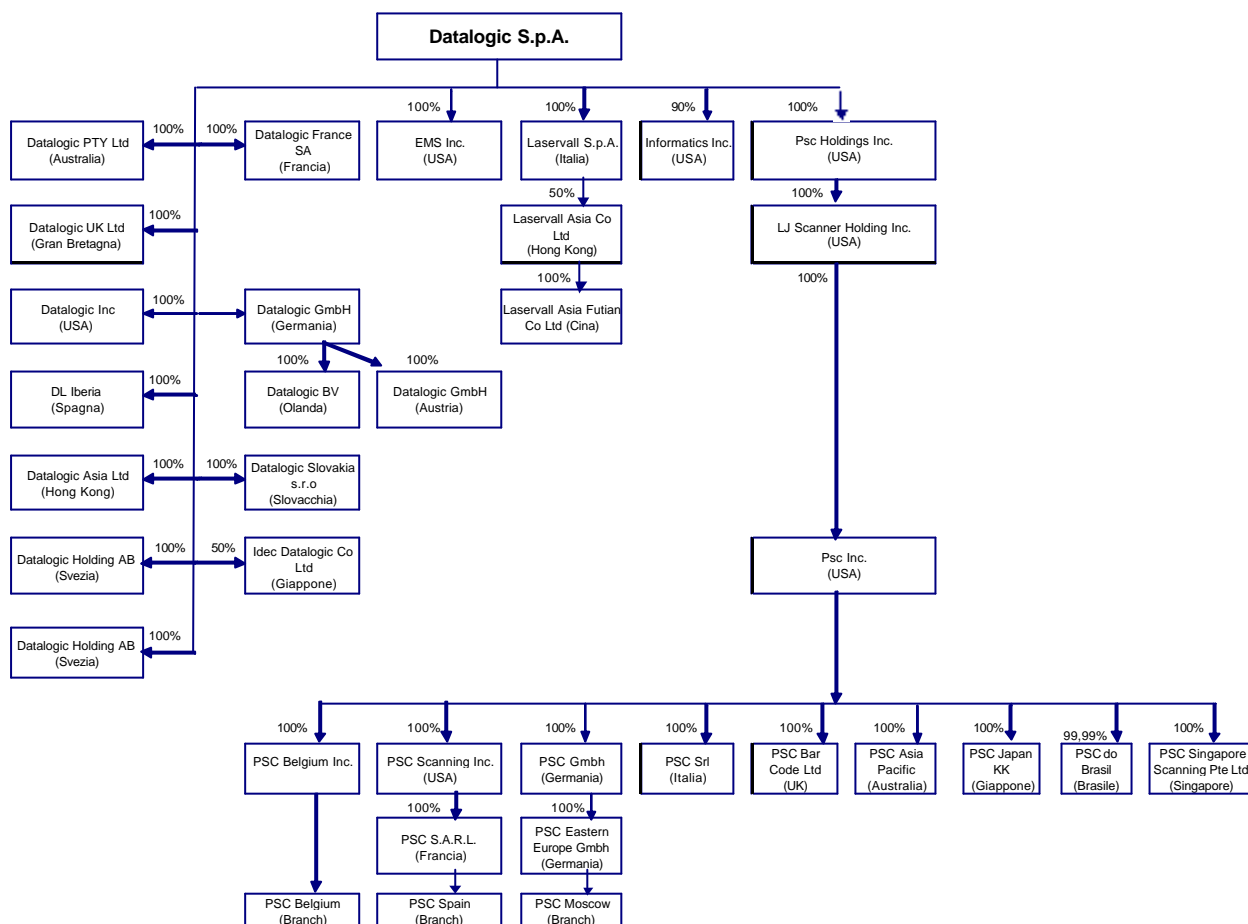 Datalogic S.p.A.
100%
100%
90%
100%
100%
100%
Datalogic PTY Ltd
(Australia)
Datalogic France
SA
(Francia)
EMS Inc.
(USA)
Laservall S.p.A.
(Italia)
Informatics Inc.
(USA)
Psc Holdings Inc.
(USA)
50%
100%
100%
Datalogic UK Ltd
(Gran Bretagna)
Laservall Asia Co
Ltd
(Hong Kong)
LJ Scanner Holding Inc.
(USA)
100%
100%
100%
Datalogic Inc
(USA)
Datalogic GmbH
(Germania)
Laservall Asia Futian
Co Ltd (Cina)
100%
100%
100%
DL Iberia
(Spagna)
Datalogic BV
(Olanda)
Datalogic GmbH
(Austria)
100%
100%
Datalogic Asia Ltd
(Hong Kong)
Datalogic Slovakia
s.r.o
(Slovacchia)
100%
50%
Datalogic Holding AB
(Svezia)
Idec Datalogic Co
Ltd
(Giappone)
Psc Inc.
(USA)
100%
Datalogic Holding AB
(Svezia)
100%
100%
100%
100%
100%
100%
100%
99,99%
100%
PSC Belgium Inc.
PSC Scanning Inc.
(USA)
PSC Gmbh
(Germania)
PSC Srl
(Italia)
PSC Bar
Code Ltd
(UK)
PSC Asia
Pacific
(Australia)
PSC Japan
KK
(Giappone)
PSC do
Brasil
(Brasile)
PSC Singapore
Scanning Pte Ltd
(Singapore)
100%
100%
PSC S.A.R.L.
(Francia)
PSC Eastern
Europe Gmbh
(Germania)
PSC Belgium
(Branch)
PSC Spain
(Branch)
PSC Moscow
(Branch)